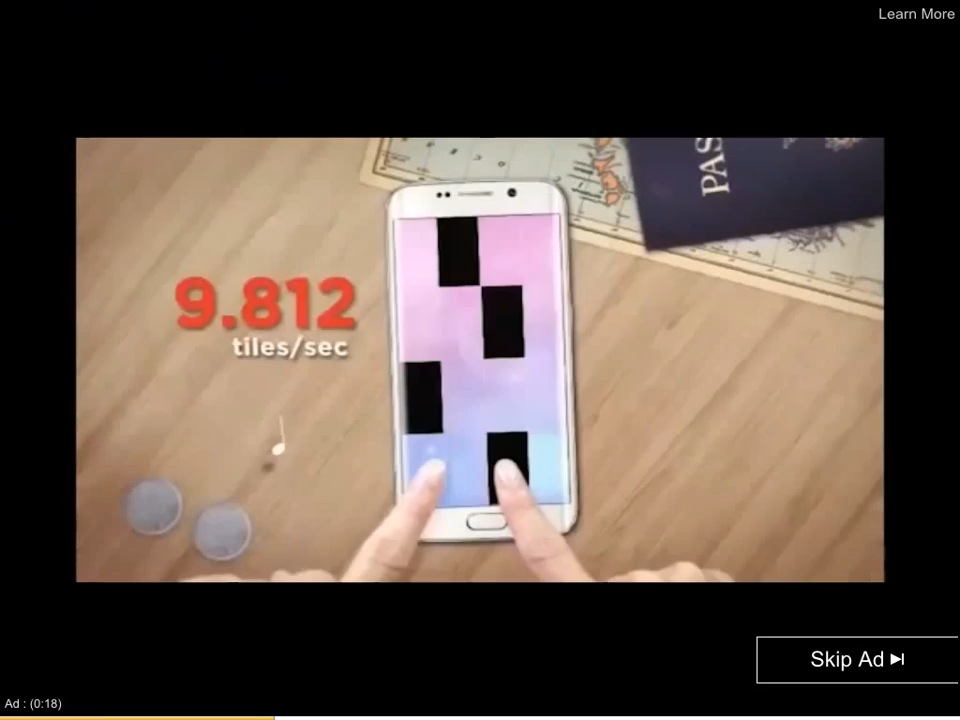 Learn More
PAS
9.812
tiles/sec
Skip Ad
Ad : (0:18)